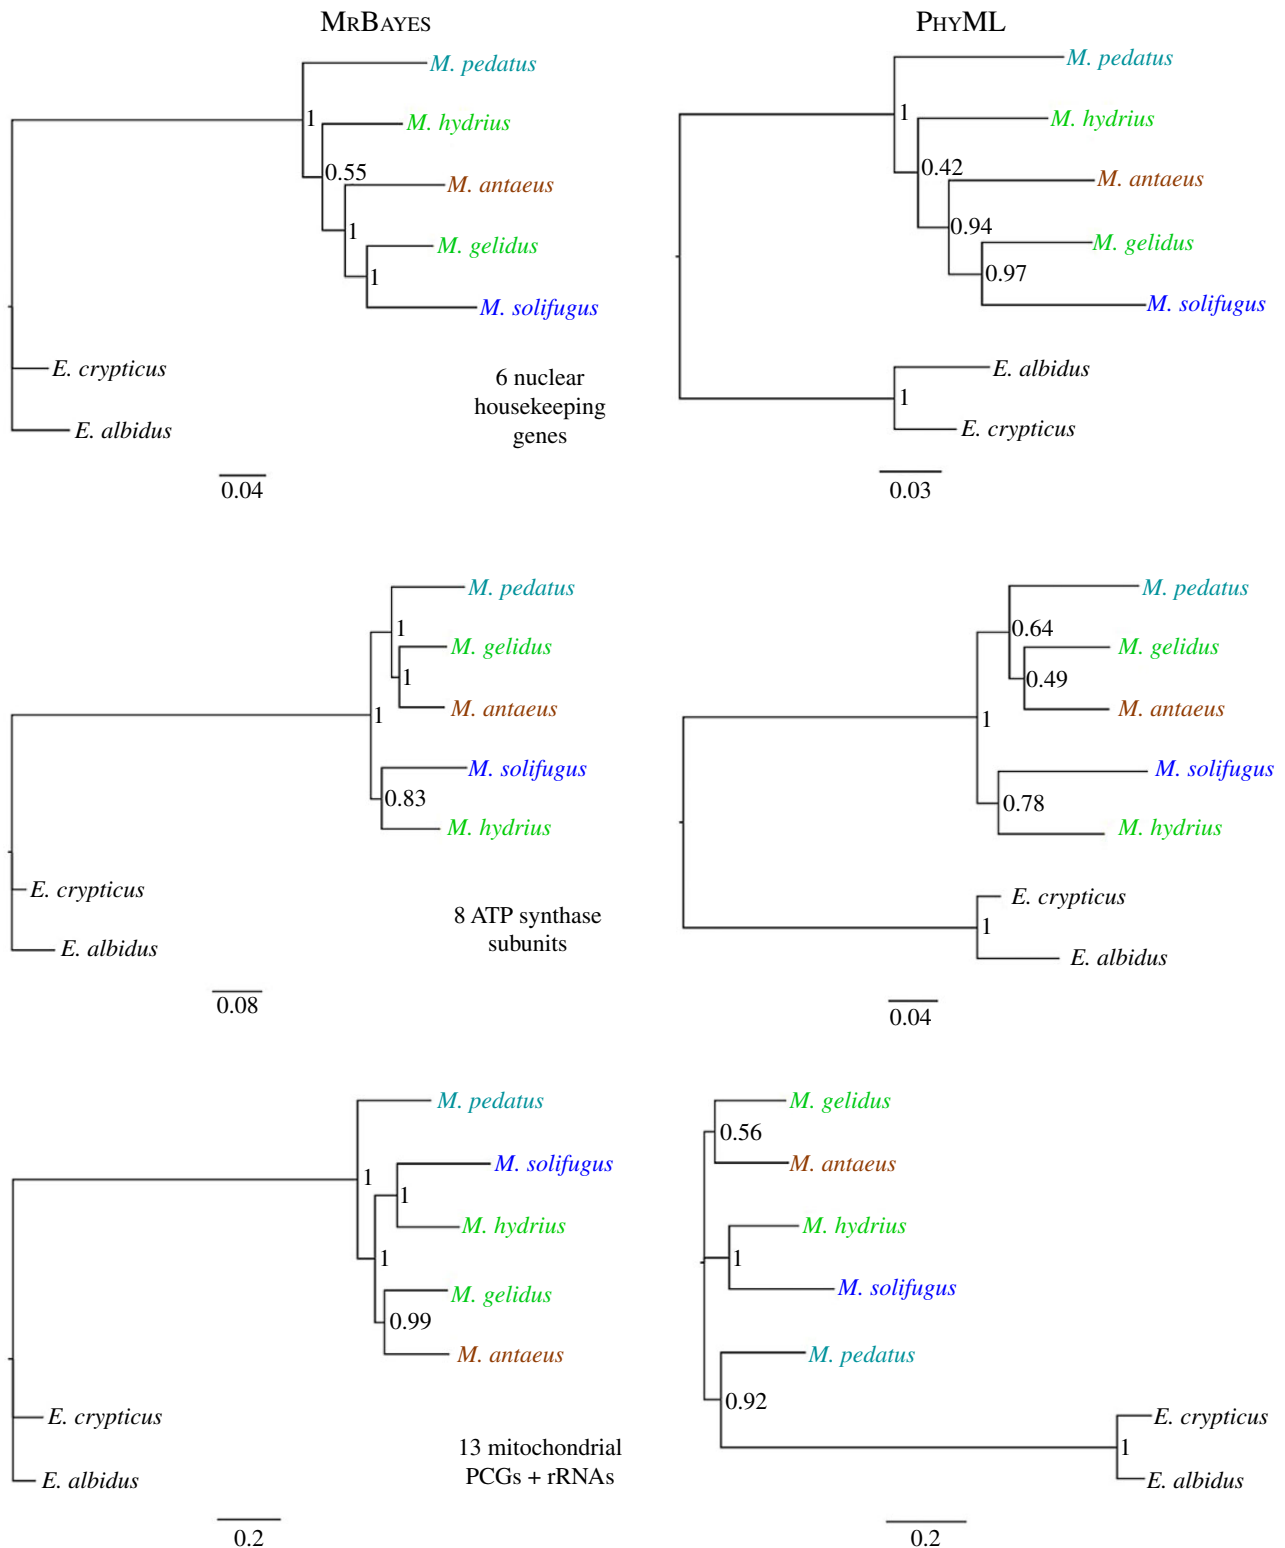 MRBAYES
PHYML
M. pedatus
1
M. hydrius
0.55
M. antaeus
1
M. gelidus
1
M. solifugus
E. crypticus
E. albidus
6 nuclear
housekeeping
genes
0.04
M. pedatus
1
M. hydrius
0.42
M. antaeus
0.94
M. gelidus
0.97
M. solifugus
E. albidus
1
E. crypticus
0.03
M. pedatus
1
M. gelidus
1
M. antaeus
1
M. solifugus
0.83
M. hydrius
E. crypticus
E. albidus
8 ATP synthase
subunits
0.08
M. pedatus
0.64
M. gelidus
0.49
M. antaeus
1
M. solifugus
0.78
M. hydrius
E. crypticus
1
E. albidus
0.04
M. pedatus
M. solifugus
1
1
M. hydrius
1
M. gelidus
0.99
M. antaeus
E. crypticus
E. albidus
13 mitochondrial
PCGs + rRNAs
0.2
M. gelidus
0.56
M. antaeus
M. hydrius
1
M. solifugus
M. pedatus
0.92
E. crypticus
1
E. albidus
0.2